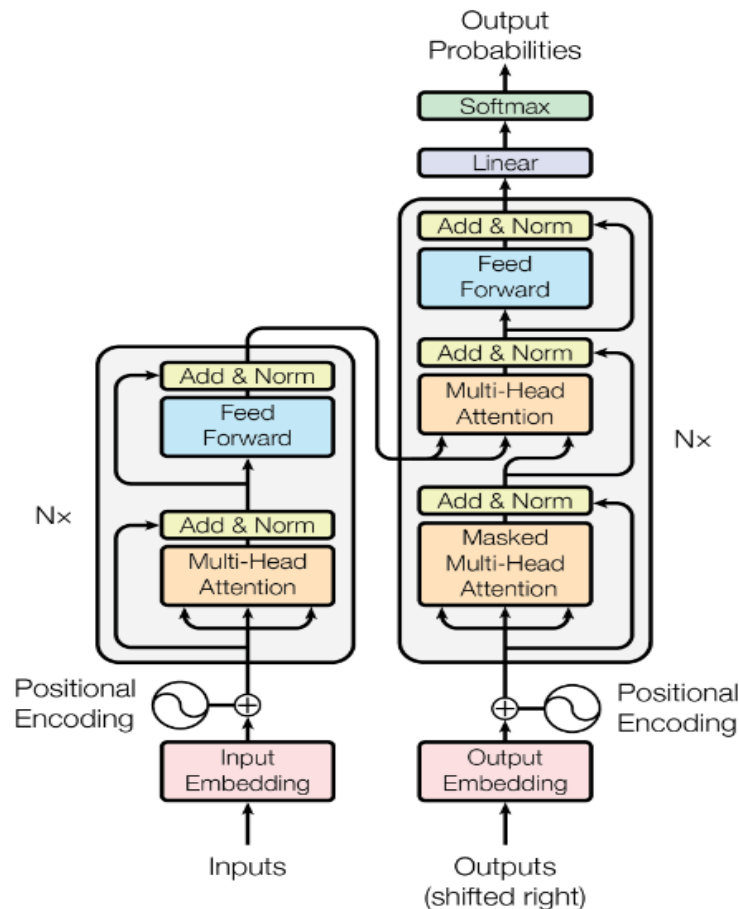 Output
Probabilities
Softmax
Linear
Add & Norm
Feed
Forward
Add & Norm
Multi-Head
Attention
Add & Norm
Masked
Multi-Head
Attention
Nx
Add & Norm
Feed
Forward
Add & Norm
Multi-Head
Attention
Nx
Positional
Encoding
Positional
Encoding
Input
Embedding
Output
Embedding
Inputs
Outputs
(shifted right)